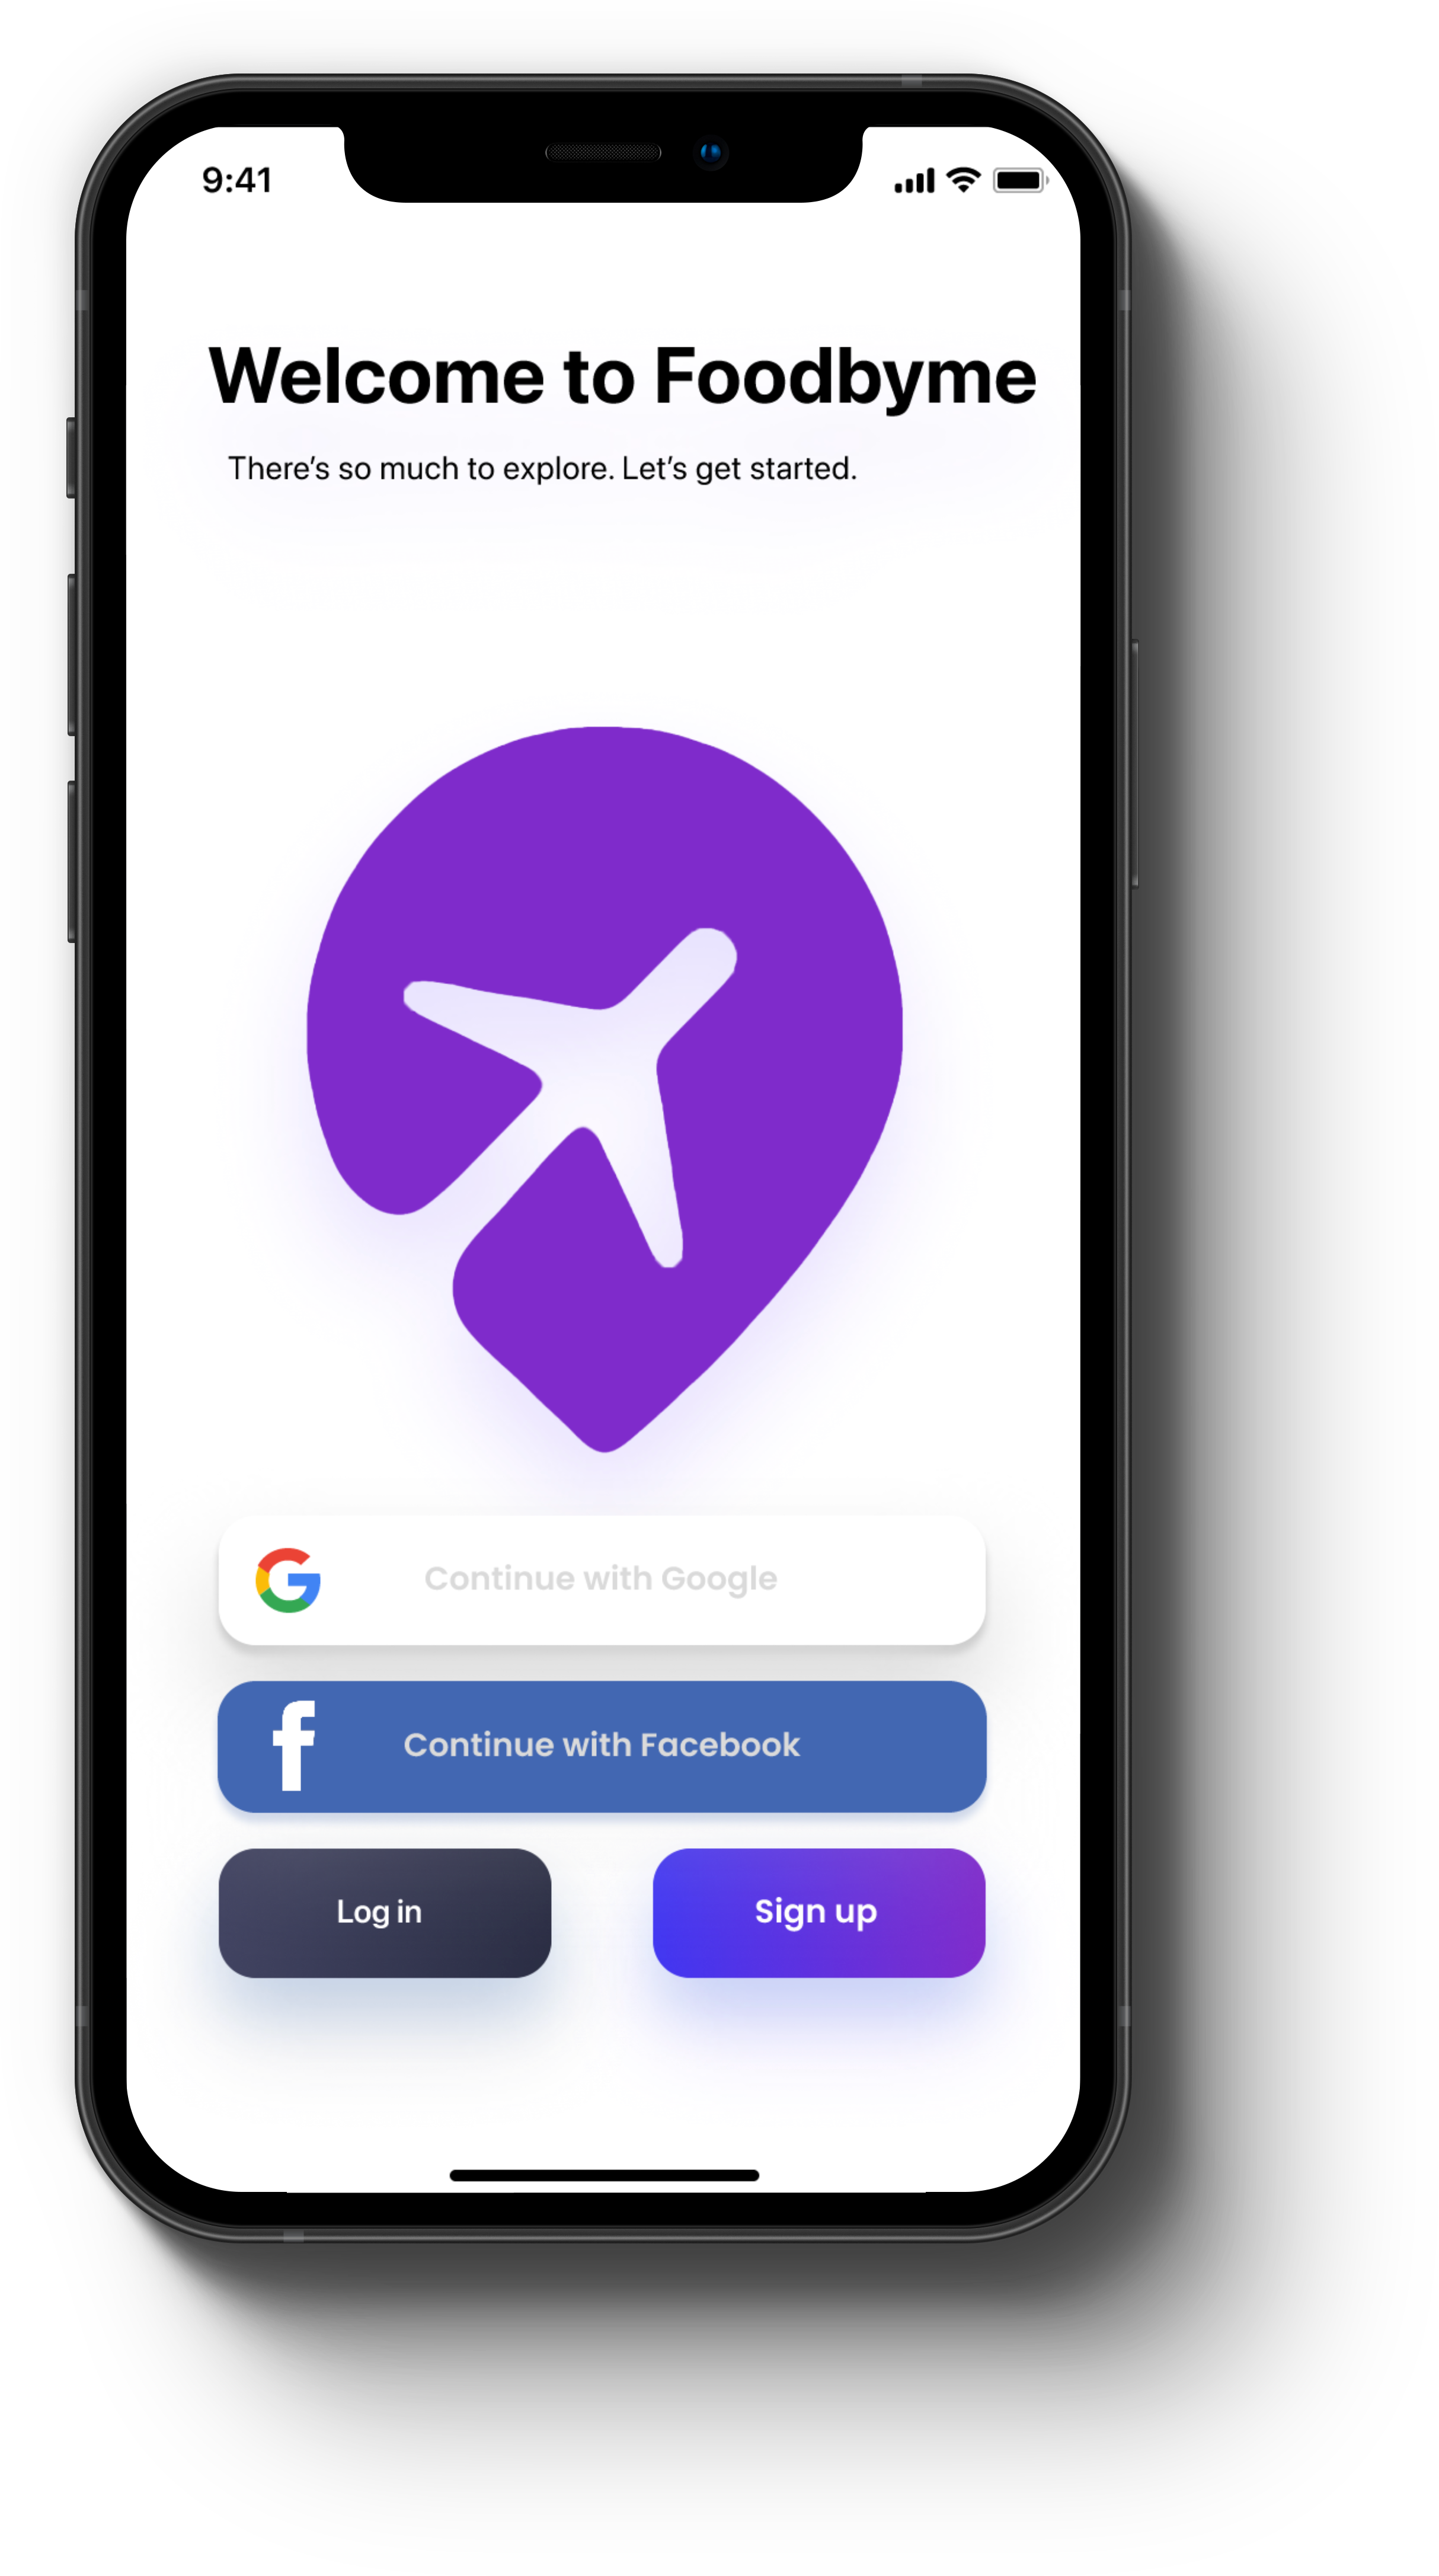 9:41
Welcome to Foodbyme
There’s so much to explore. Let’s get started.
Continue with Google
Continue with Facebook
Log in
Sign up